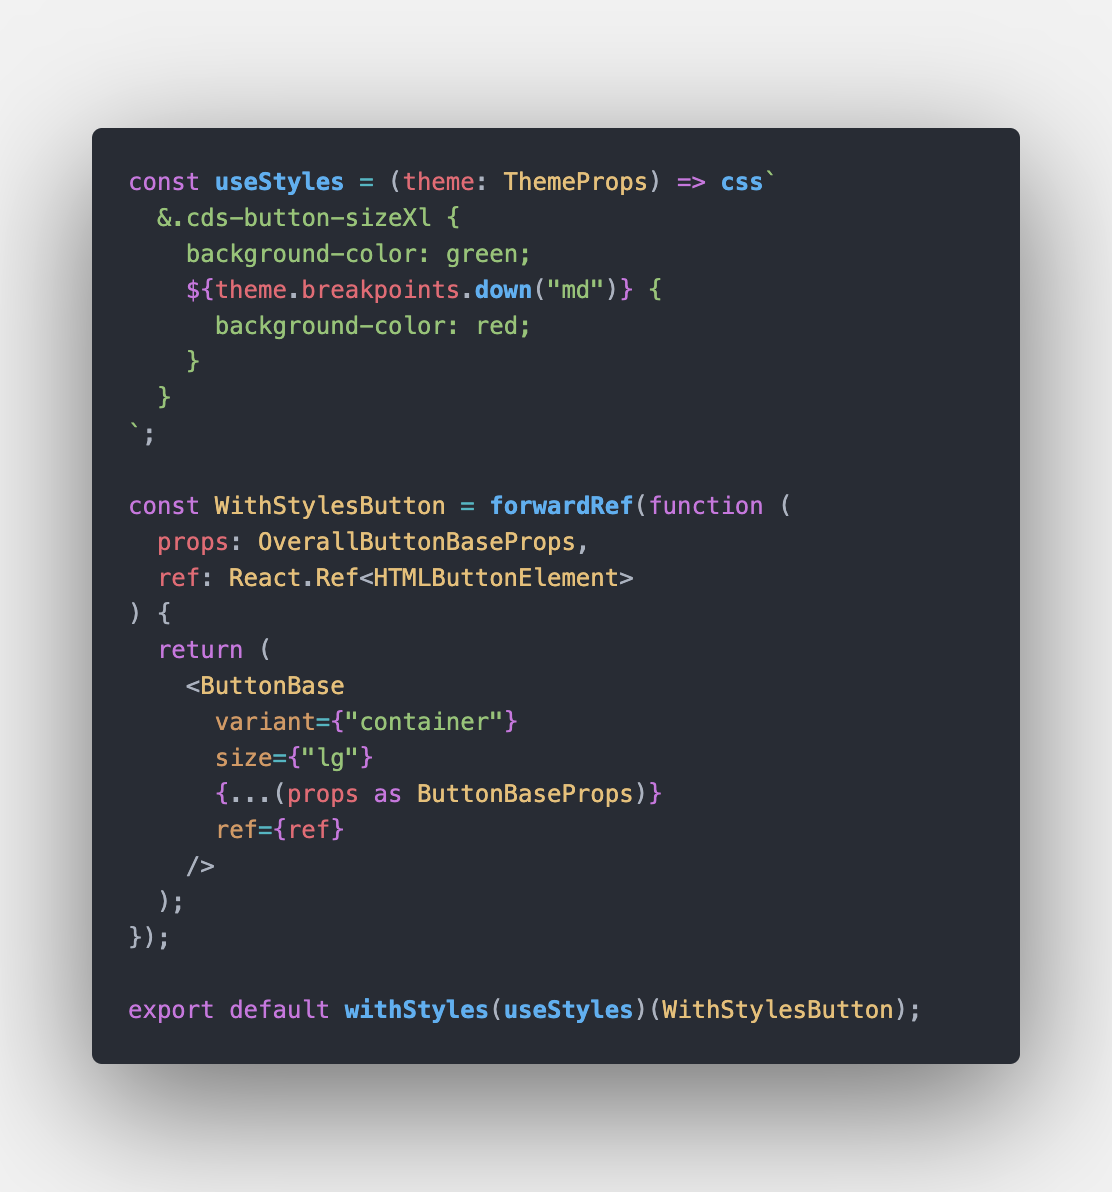 const useStyles = (theme: ThemeProps) => css`
  &.cds-button-sizeXl {
    background-color: green;
    ${theme.breakpoints.down("md")} {
      background-color: red;
    }
  }
`;

const WithStylesButton = forwardRef(function (
  props: OverallButtonBaseProps,
  ref: React.Ref<HTMLButtonElement>
) {
  return (
    <ButtonBase
      variant={"container"}
      size={"lg"}
      {...(props as ButtonBaseProps)}
      ref={ref}
    />
  );
});

export default withStyles(useStyles)(WithStylesButton);